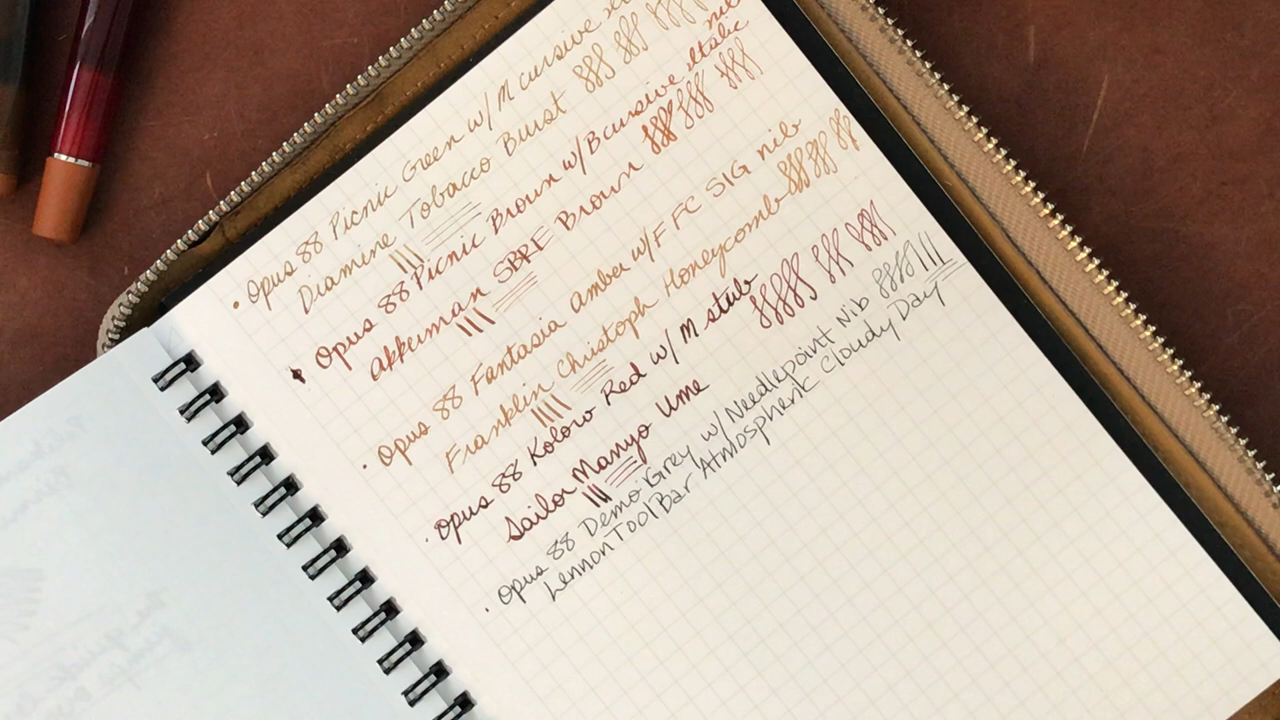 • Opus 88 Picnic Green w/ M cursive
Diamine Tobacco Burst
• Opus 88 Picnic Brown w/ B cursive italic nib
Akkerman SBRE Brown
• Opus 88 Fantasia amber w/ F FC SIG nib
Franklin Christoph Honeycomb
• Opus 88 Koloro Red w/ M stub
Sailor Manyo Ume
• Opus 88 Demo Grey w/ Needlepoint Nib
Lennon Tool Bar Atmospheric Cloudy Day